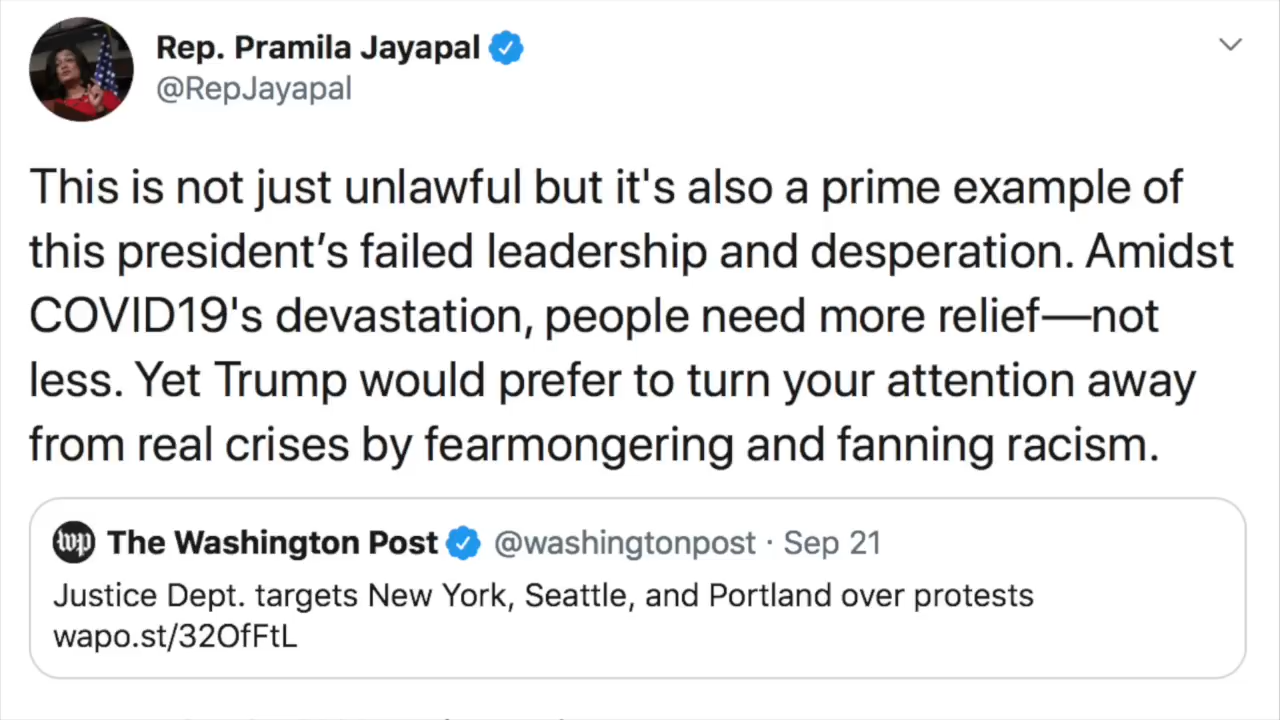 Rep. Pramila Jayapal
@RepJayapal
This is not just unlawful but it's also a prime example of
this president’s failed leadership and desperation. Amidst
COVID19's devastation, people need more relief—not
less. Yet Trump would prefer to turn your attention away
from real crises by fearmongering and fanning racism.
wp The Washington Post @washingtonpost · Sep 21
Justice Dept. targets New York, Seattle, and Portland over protests
wapo.st/32OfFtL